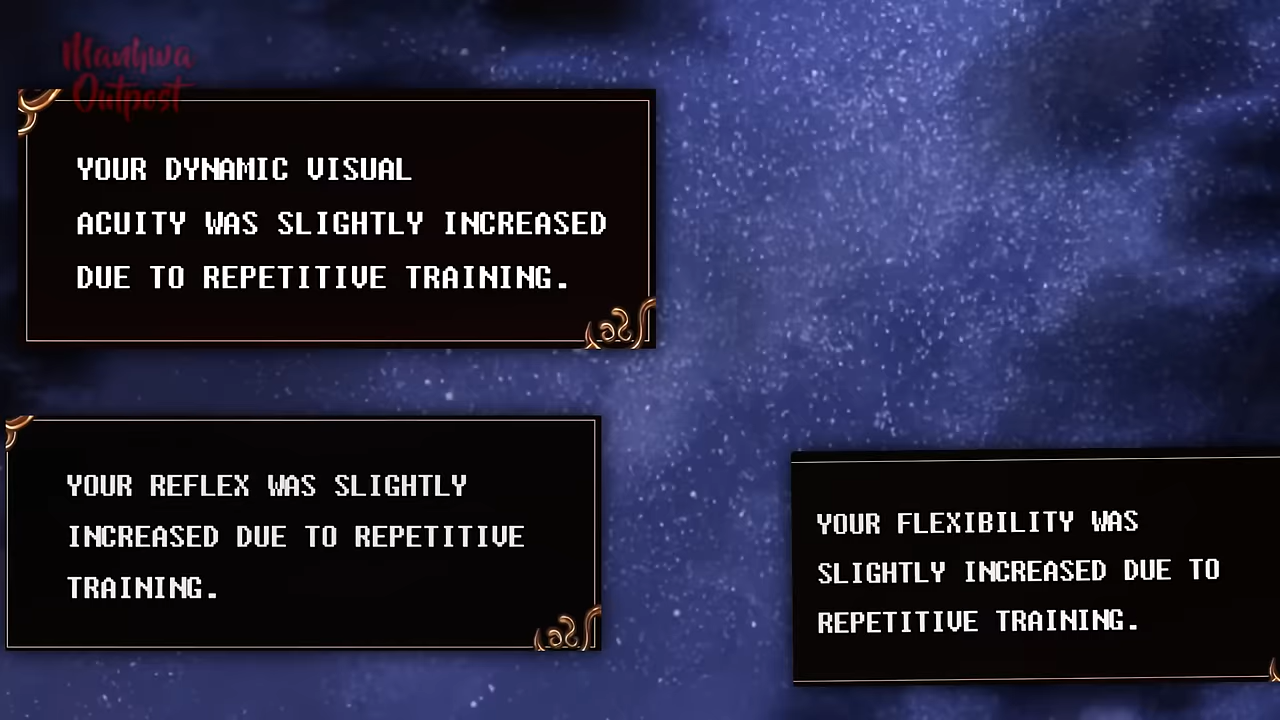 Manhwa
Outpost
YOUR DYNAMIC VISUAL
ACUITY WAS SLIGHTLY INCREASED
DUE TO REPETITIVE TRAINING.
YOUR REFLEX WAS SLIGHTLY
INCREASED DUE TO REPETITIVE
TRAINING.
YOUR FLEXIBILITY WAS
SLIGHTLY INCREASED DUE TO
REPETITIVE TRAINING.